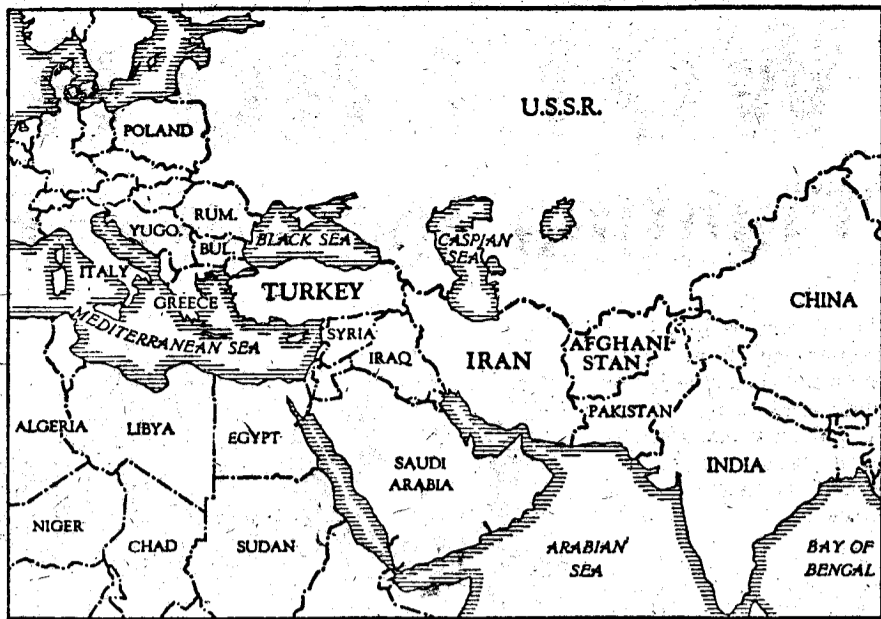 U.S.S.R.
POLAND
RUM.
YUGO.
BUL.
BLACK SEA
CASPIAN
SEA
ITALY
GREECE
TURKEY
CHINA
MEDITERRANEAN SEA
SYRIA
IRAQ
IRAN
AFGHANI
STAN
PAKISTAN
ALGERIA
LIBYA
EGYPT
SAUDI
ARABIA
INDIA
NIGER
CHAD
SUDAN
ARABIAN
SEA
BAY OF
BENGAL